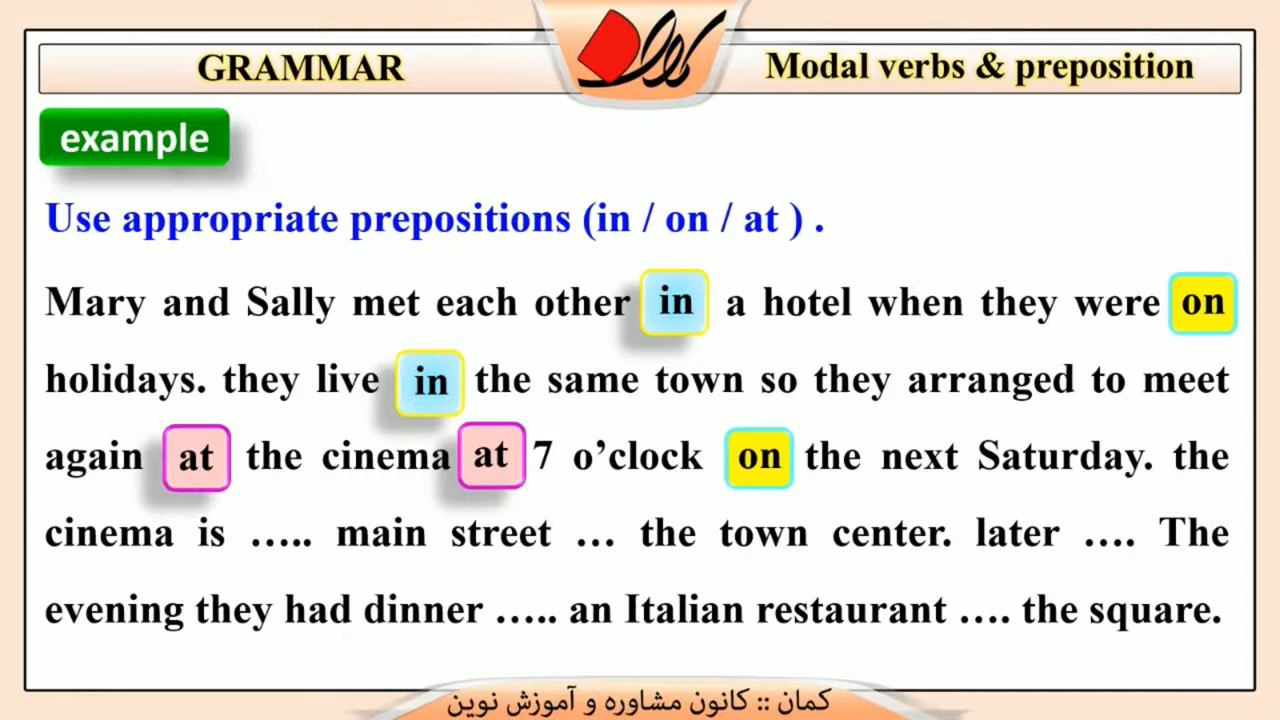 GRAMMAR
کمان
Modal verbs & preposition
example
Use appropriate prepositions (in / on / at ) .
Mary and Sally met each other in a hotel when they were on
holidays. they live in the same town so they arranged to meet
again at the cinema at 7 o’clock on the next Saturday. the
cinema is ….. main street … the town center. later …. The
evening they had dinner ….. an Italian restaurant …. the square.
کمان :: کانون مشاوره و آموزش نوین